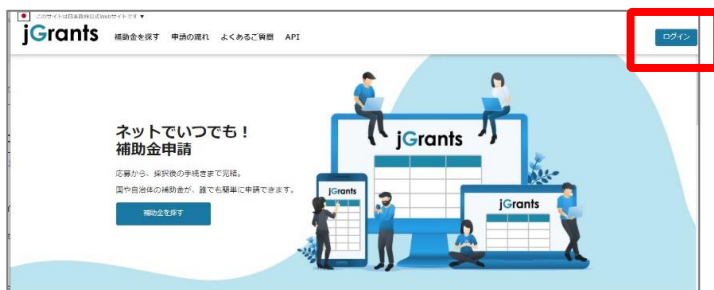 このサイトは日本政府公式Webサイトです ▼
jGrants
補助金を探す 申請の流れ よくあるご質問 API
ログイン
ネットでいつでも！
補助金申請
応募から、採択後の手続きまで完結。
国や自治体の補助金が、誰でも簡単に申請できます。
補助金を探す
jGrants
jGrants
jGrants